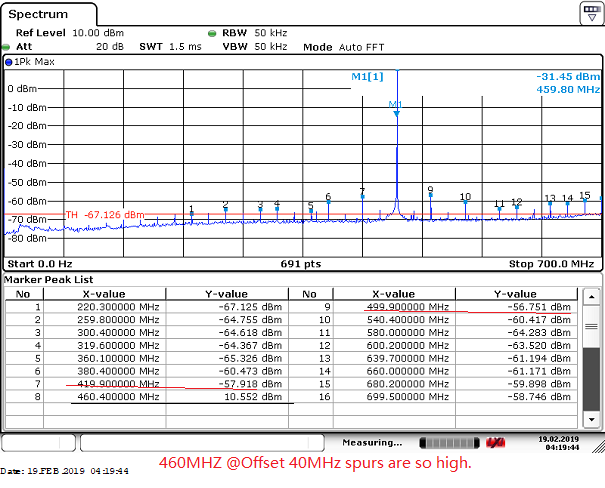 Spectrum
Ref Level 10.00 dBm RBW 50 kHz
Att 20 dB SWT 1.5 ms VBW 50 kHz Mode Auto FFT
1Pk Max
M1[1] -31.45 dBm
459.80 MHz
0 dBm
-10 dBm
M1
-20 dBm
-30 dBm
-40 dBm
-50 dBm
-60 dBm
1 2 3 4 5 6 7 9 10 11 12 13 14 15
TH -67.126 dBm
-70 dBm
-80 dBm
Start 0.0 Hz 691 pts Stop 700.0 MHz
Marker Peak List
No X-value Y-value No X-value Y-value
1 220.300000 MHz -67.125 dBm 9 499.900000 MHz -56.751 dBm
2 259.800000 MHz -64.755 dBm 10 540.400000 MHz -60.417 dBm
3 300.400000 MHz -64.618 dBm 11 580.000000 MHz -64.283 dBm
4 319.600000 MHz -64.367 dBm 12 600.200000 MHz -63.520 dBm
5 360.100000 MHz -65.326 dBm 13 639.700000 MHz -61.194 dBm
6 380.400000 MHz -60.473 dBm 14 660.000000 MHz -61.171 dBm
7 419.900000 MHz -57.918 dBm 15 680.200000 MHz -59.898 dBm
8 460.400000 MHz 10.552 dBm 16 699.500000 MHz -58.746 dBm
Measuring... 19.02.2019
04:19:44
460MHZ @Offset 40MHz spurs are so high.
Date: 19.FEB.2019 04:19:44